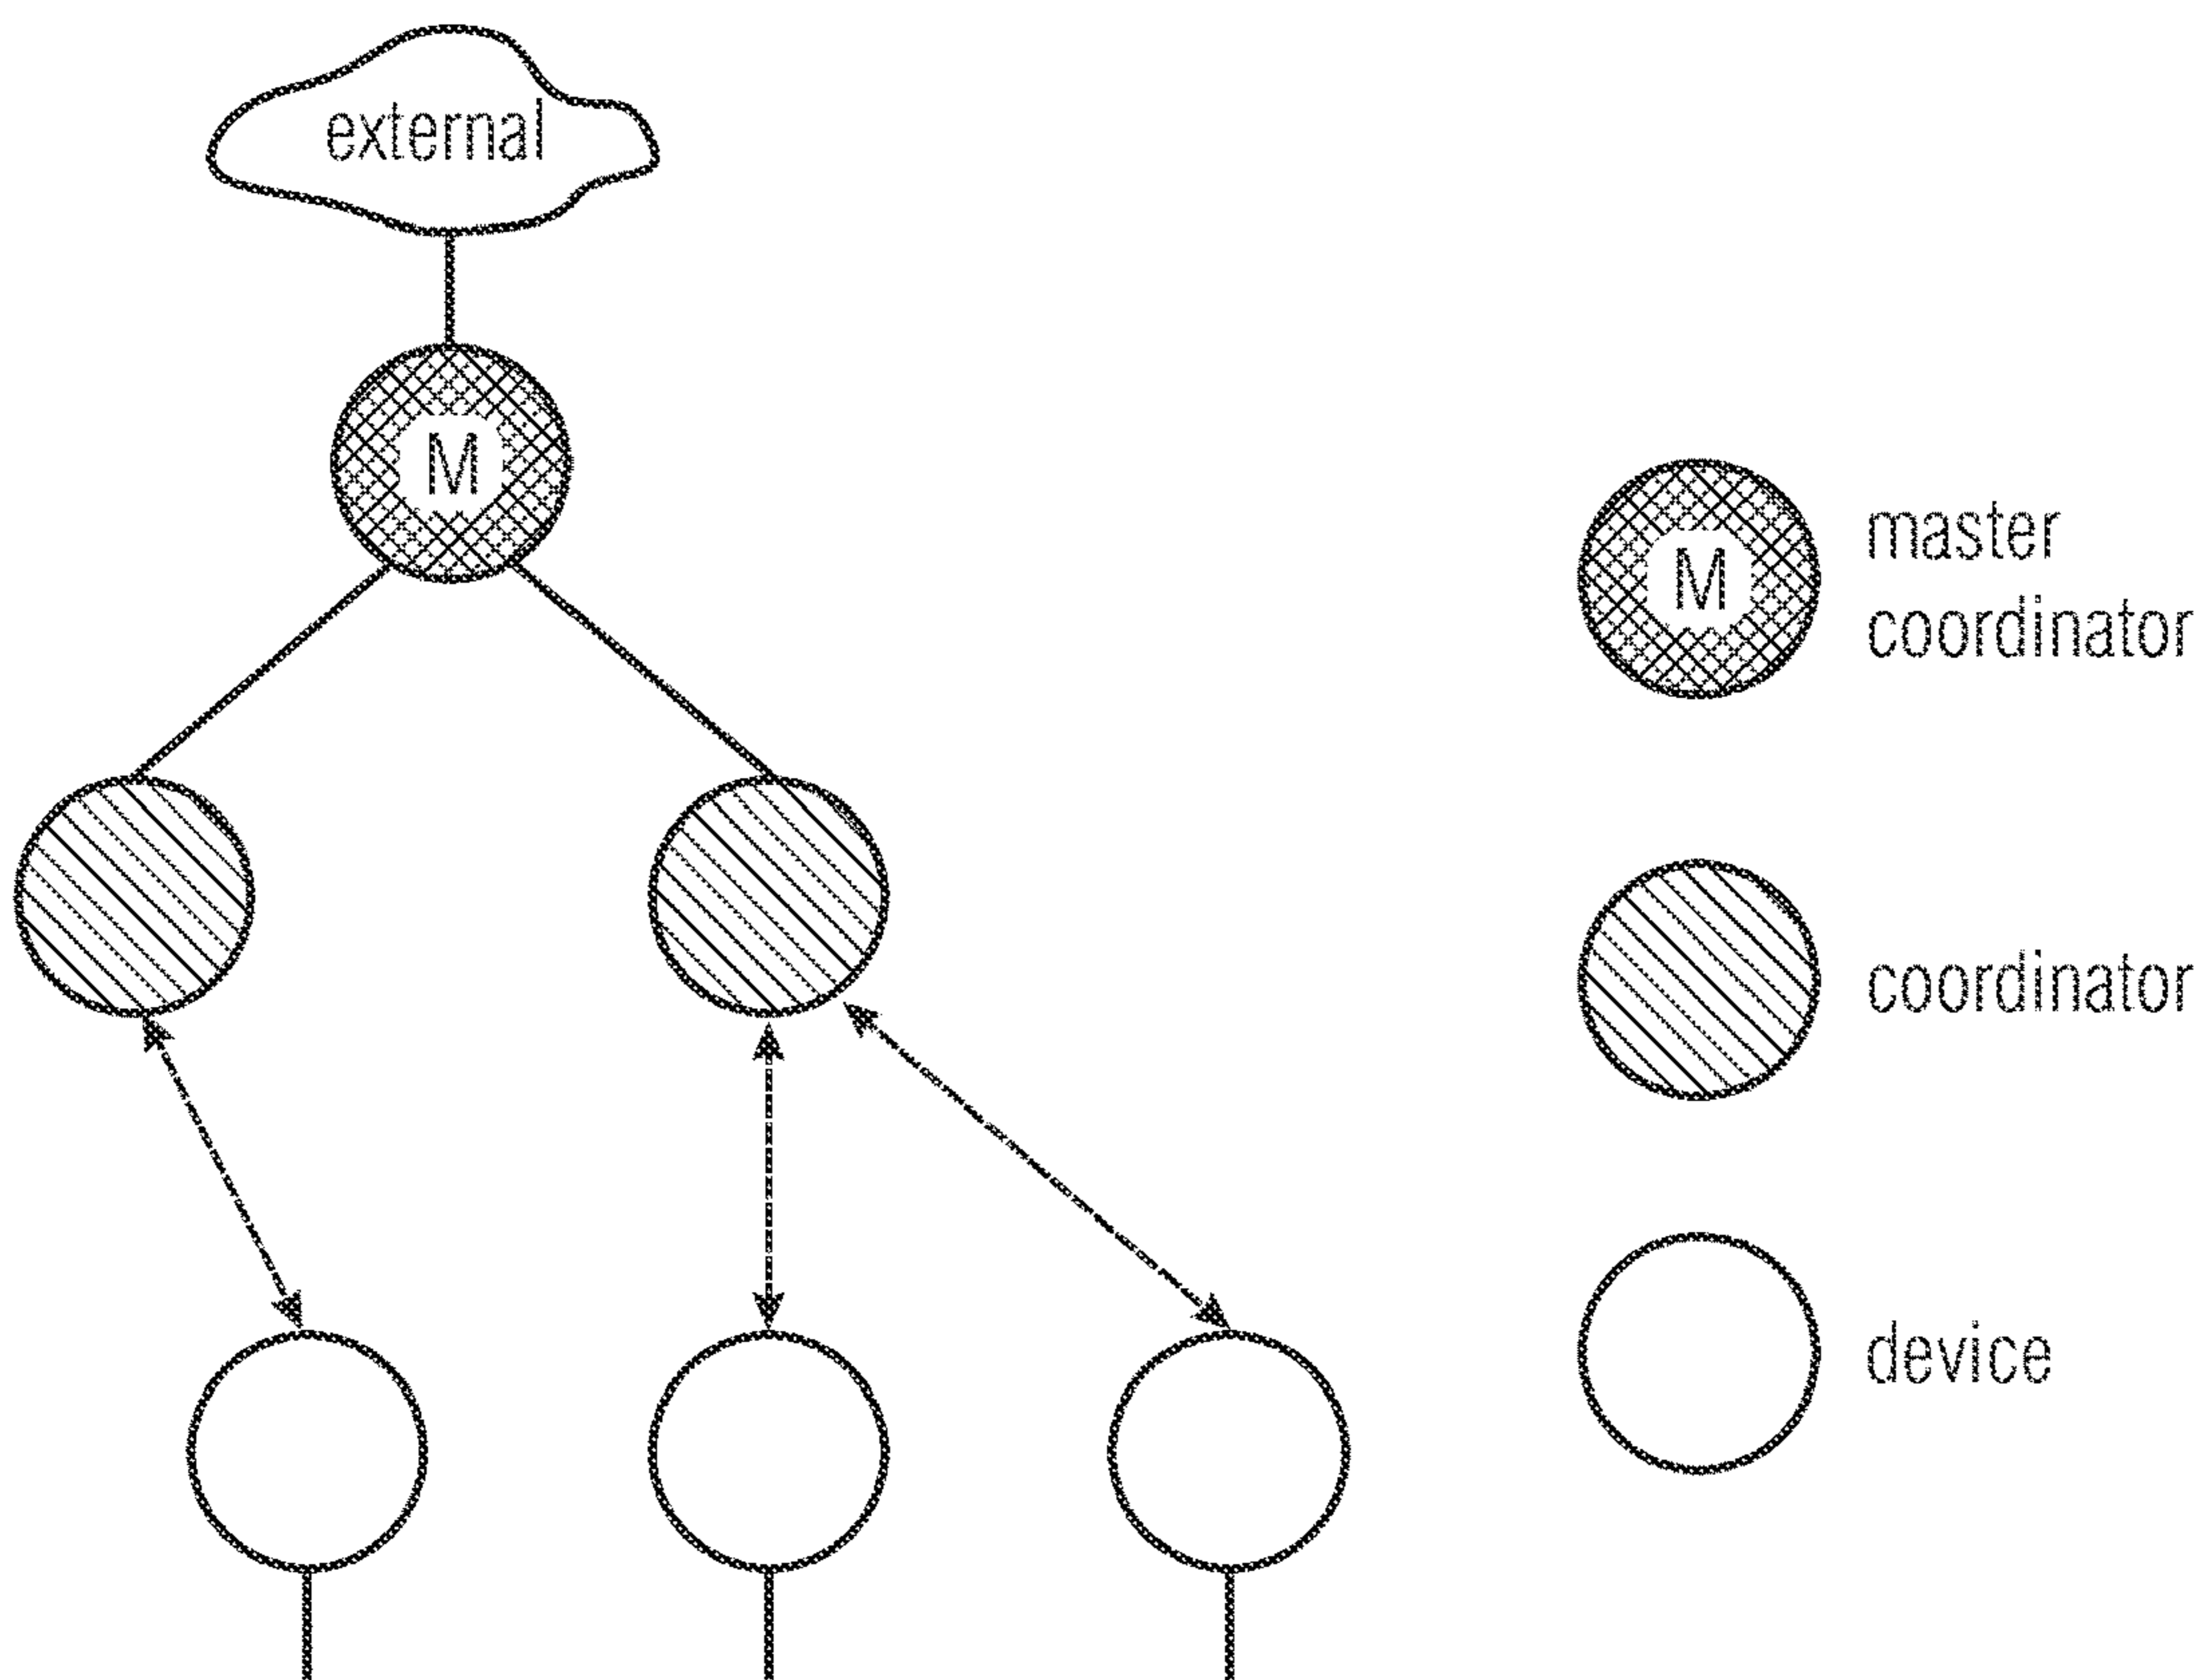 external
M
M
master
coordinator
coordinator
device